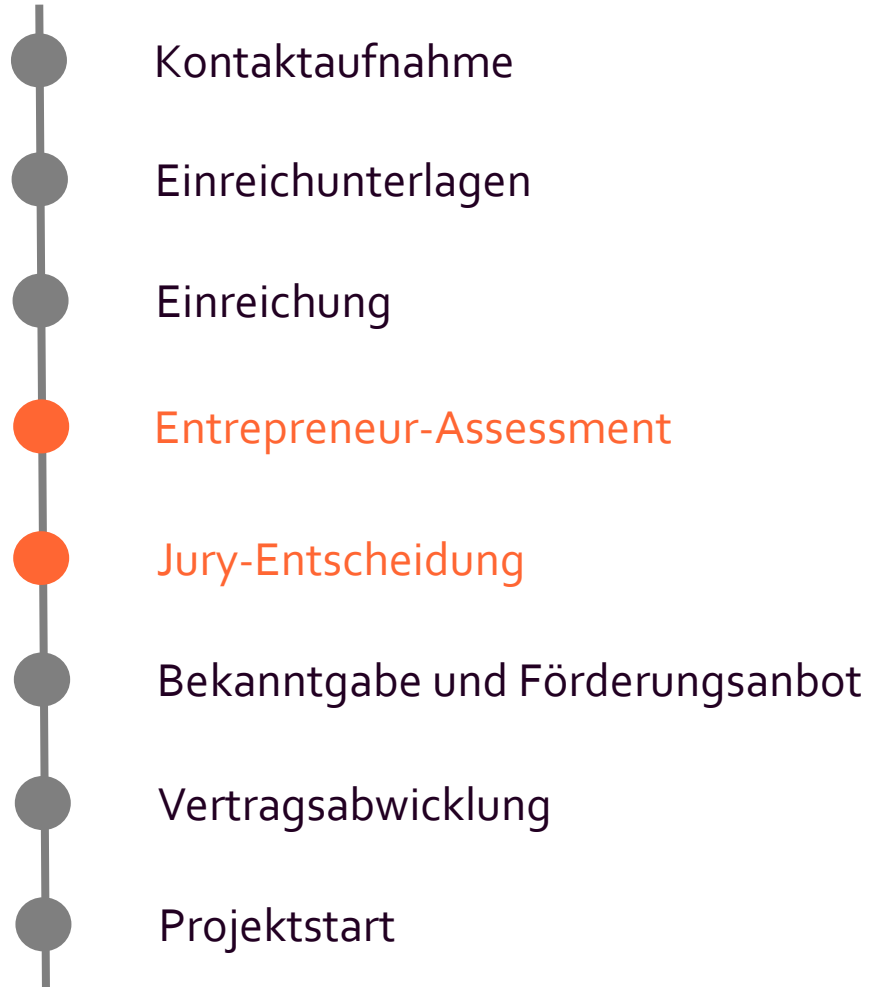 Kontaktaufnahme
Einreichunterlagen
Einreichung
Entrepreneur-Assessment
Jury-Entscheidung
Bekanntgabe und Förderungsanbot
Vertragsabwicklung
Projektstart